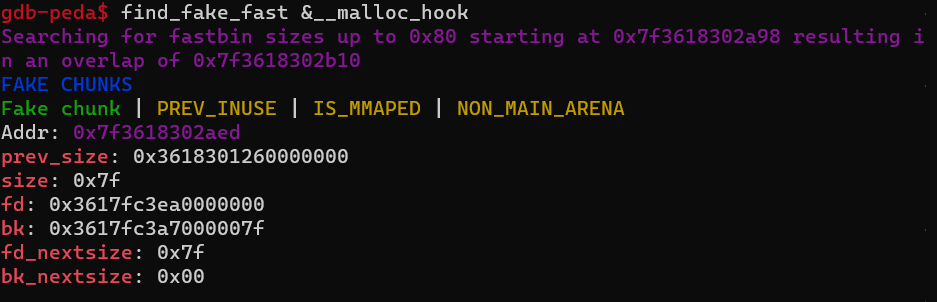 gdb-peda$ find_fake_fast &__malloc_hook
Searching for fastbin sizes up to 0x80 starting at 0x7f3618302a98 resulting i
n an overlap of 0x7f3618302b10
FAKE CHUNKS
Fake chunk | PREV_INUSE | IS_MMAPED | NON_MAIN_ARENA
Addr: 0x7f3618302aed
prev_size: 0x3618301260000000
size: 0x7f
fd: 0x3617fc3ea0000000
bk: 0x3617fc3a7000007f
fd_nextsize: 0x7f
bk_nextsize: 0x00